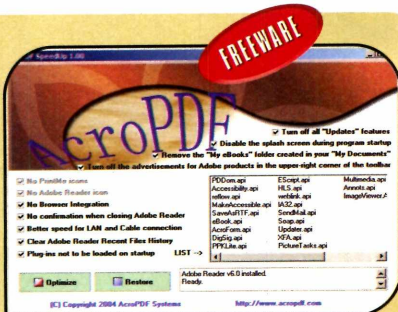 FREEWARE
SpeedUp 1.00
AcroPDF
Turn off all "Updates" features
Disable the splash screen during program startup
Remove the "My eBooks" folder created in your "My Documents"
Turn off the advertisements for Adobe products in the upper-right corner of the toolbar
No PrintMe icons
No Adobe Reader icon
No Browser Integration
No confirmation when closing Adobe Reader
Better speed for LAN and Cable connection
Clear Adobe Reader Recent Files History
Plug-ins not to be loaded on startup LIST -->
PDDom.api EScript.api Multimedia.api
Accessibility.api HLS.api Annots.api
reflow.api weblink.api ImageViewer.A
MakeAccessible.api IA32.api
SaveAsRTF.api SendMail.api
eBook.api Soap.api
AcroForm.api Updater.api
DigSig.api XFA.api
PPKLite.api PictureTasks.api
Optimize Restore
Adobe Reader v6.0 installed.
Ready.
(C) Copyright 2004 AcroPDF Systems http://www.acropdf.com